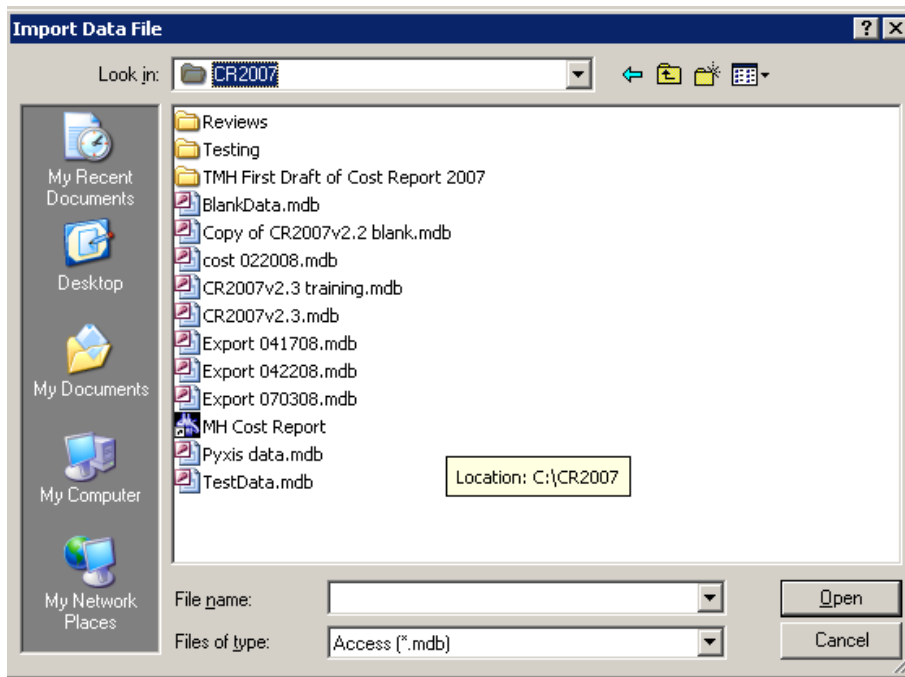 Import Data File
Look in: CR2007
My Recent
Documents
Desktop
My Documents
My Computer
My Network
Places
Reviews
Testing
TMH First Draft of Cost Report 2007
BlankData.mdb
Copy of CR2007v2.2 blank.mdb
cost 022008.mdb
CR2007v2.3 training.mdb
CR2007v2.3.mdb
Export 041708.mdb
Export 042208.mdb
Export 070308.mdb
MH Cost Report
Pyxis data.mdb
TestData.mdb
Location: C:\CR2007
File name:
Open
Files of type: Access (*.mdb)
Cancel